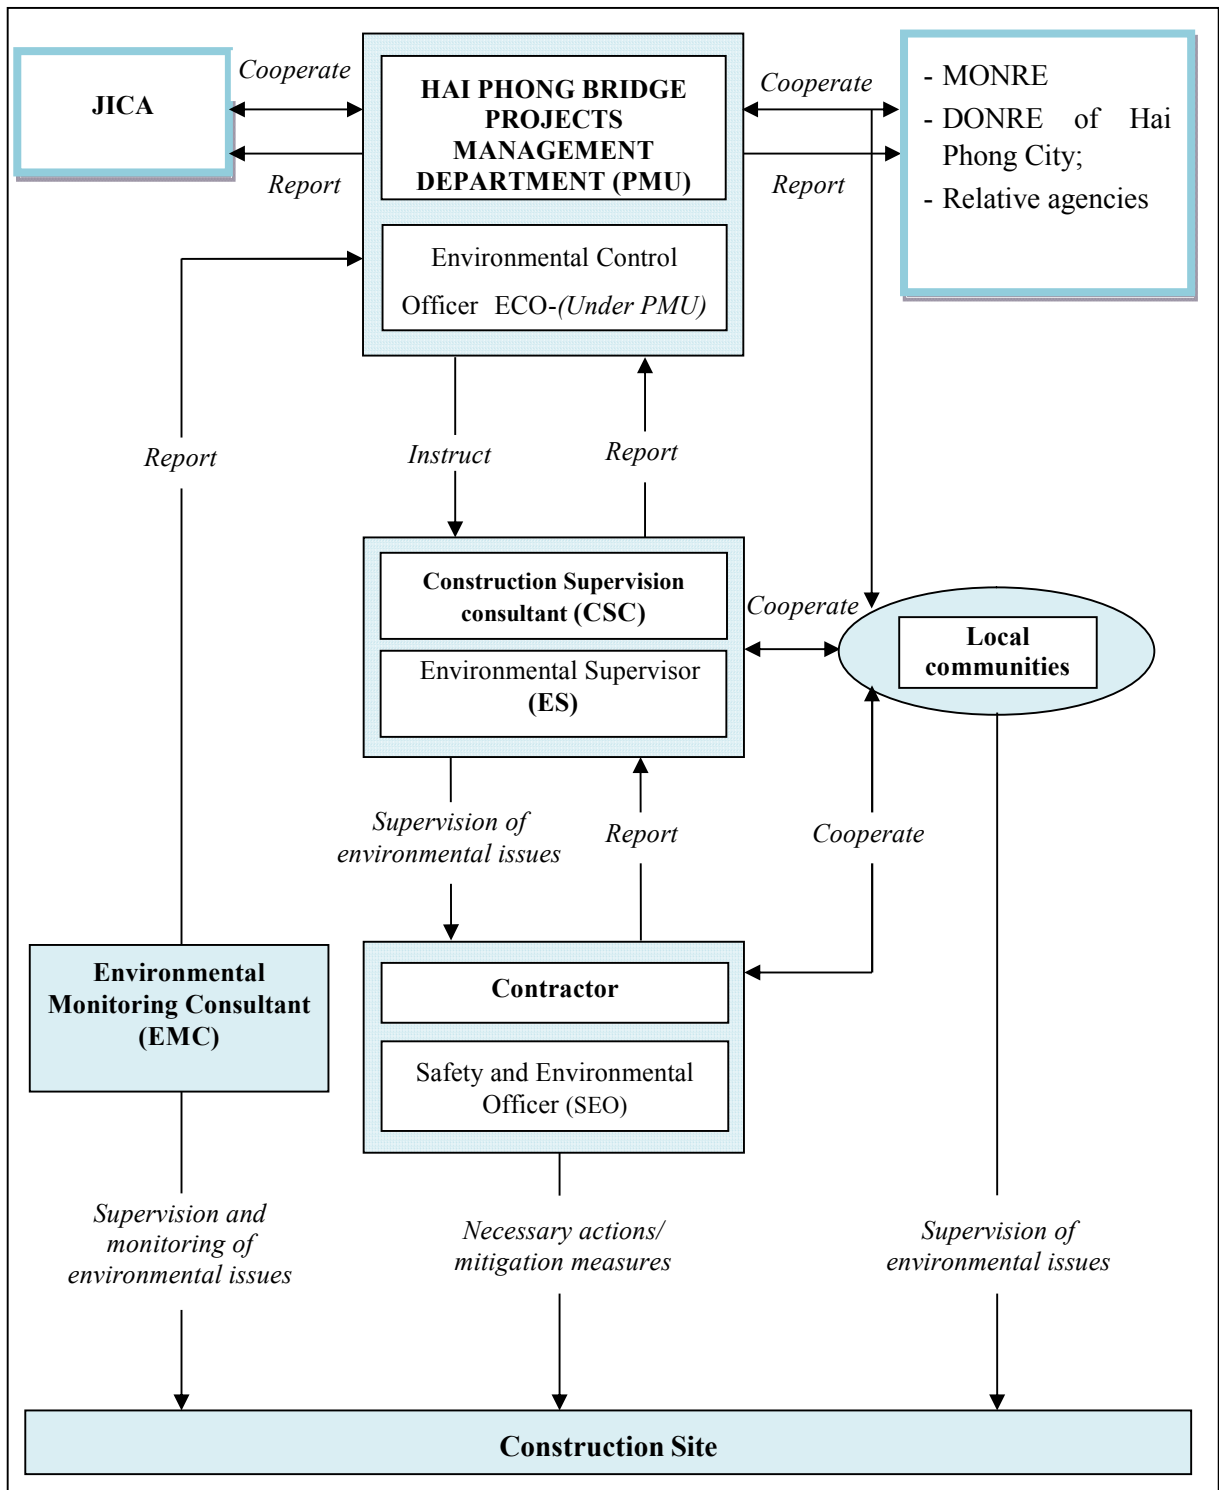 JICA
Cooperate
Report
HAI PHONG BRIDGE
PROJECTS
MANAGEMENT
DEPARTMENT (PMU)
Environmental Control
Officer ECO-(Under PMU)
Cooperate
Report
- MONRE
- DONRE of Hai
Phong City;
- Relative agencies
Report
Instruct
Report
Construction Supervision
consultant (CSC)
Environmental Supervisor
(ES)
Cooperate
Local
communities
Supervision of
environmental issues
Report
Cooperate
Environmental
Monitoring Consultant
(EMC)
Contractor
Safety and Environmental
Officer (SEO)
Supervision and
monitoring of
environmental issues
Necessary actions/
mitigation measures
Supervision of
environmental issues
Construction Site